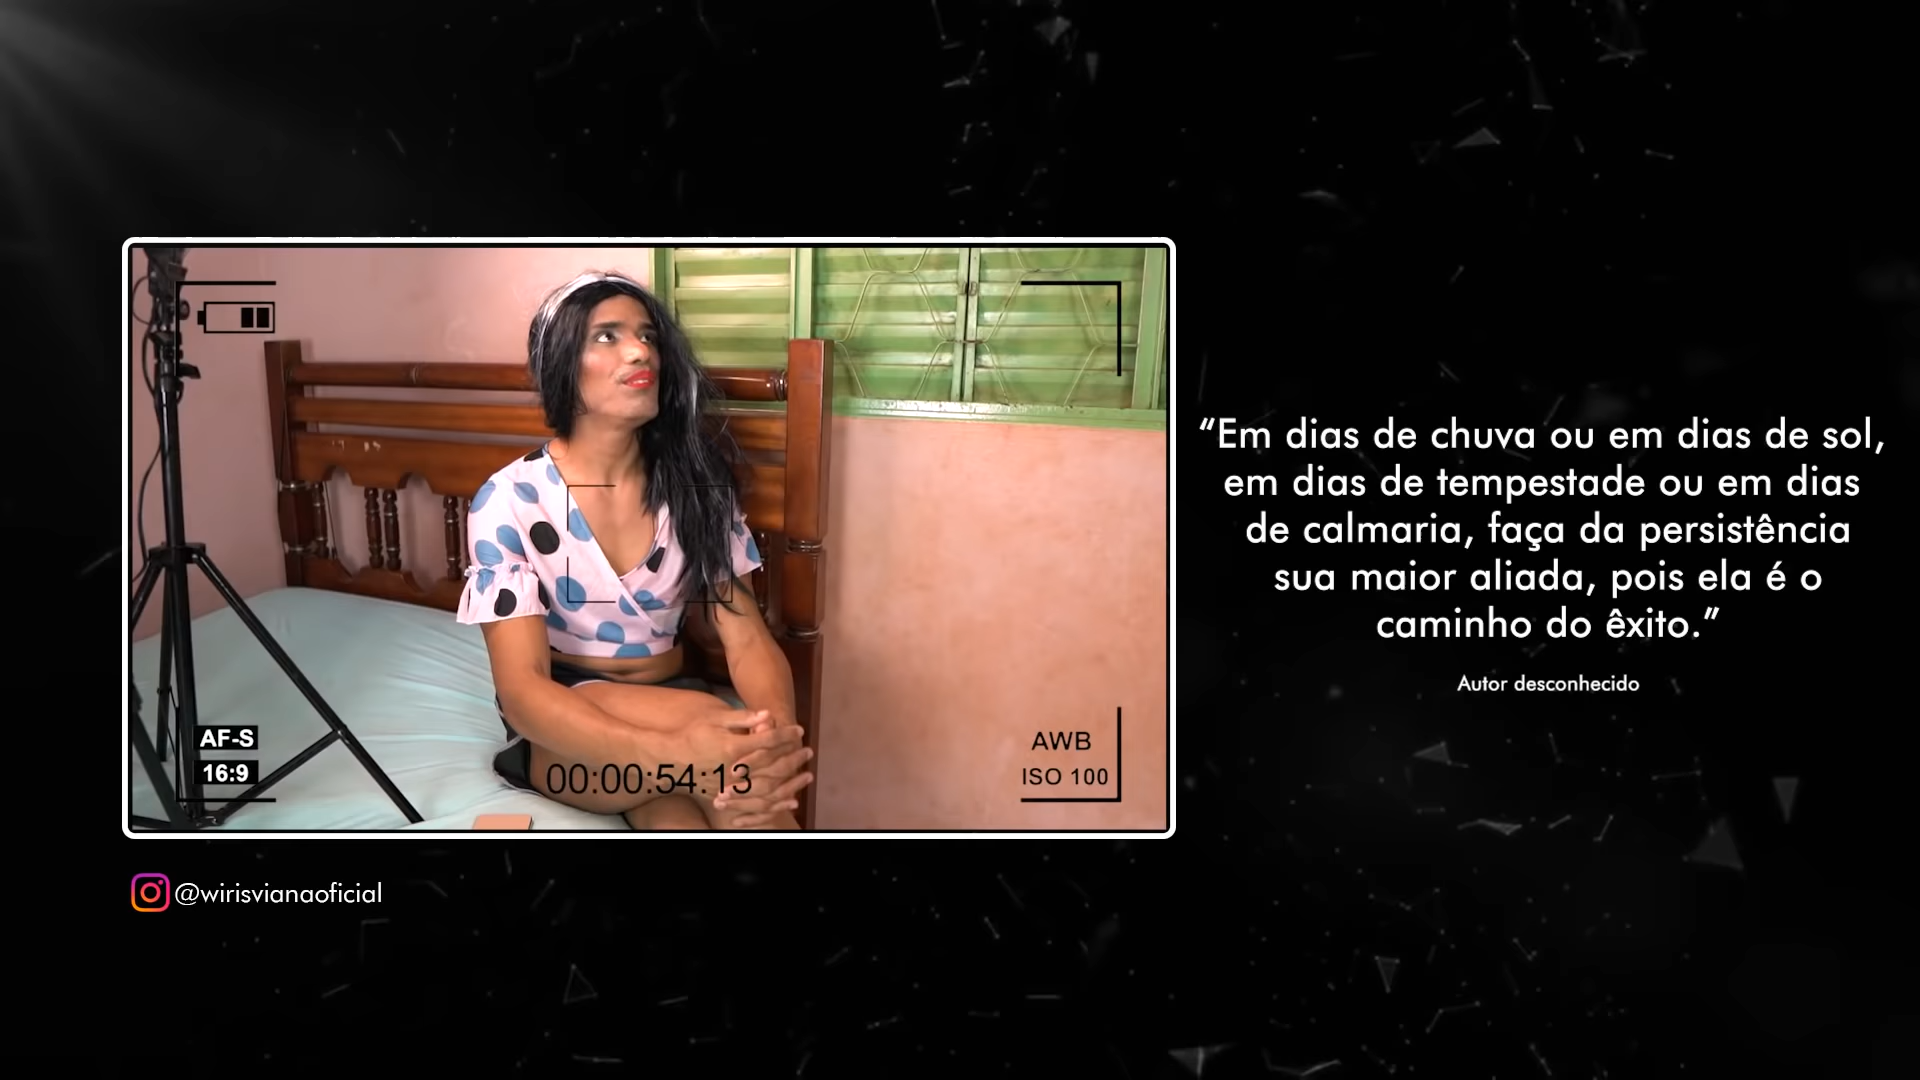 AF-S
16:9
00:00:54:13
AWB
ISO 100
@wirisvianaoficial
“Em dias de chuva ou em dias de sol,
em dias de tempestade ou em dias
de calmaria, faça da persistência
sua maior aliada, pois ela é o
caminho do êxito.”
Autor desconhecido